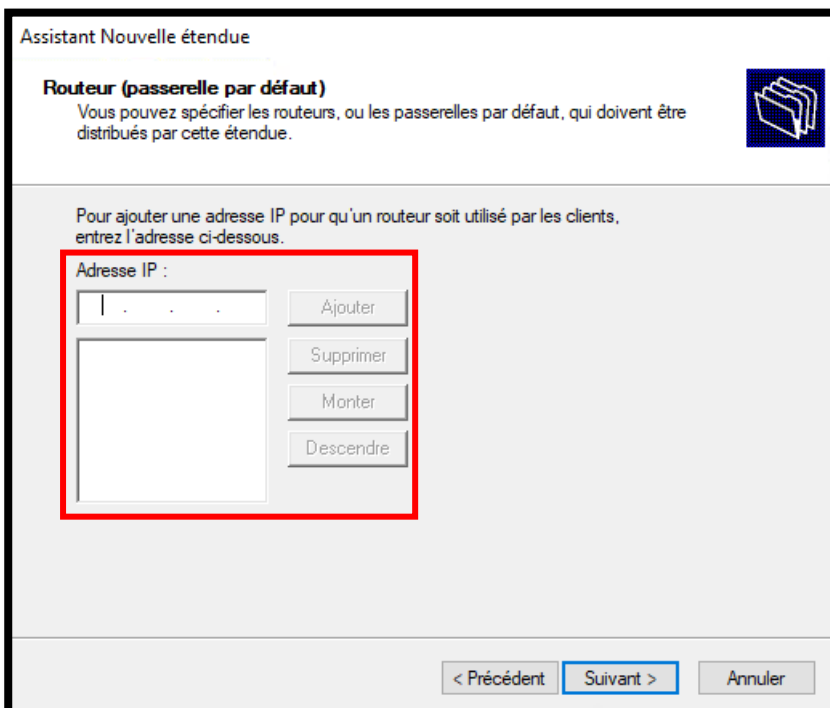 Assistant Nouvelle étendue
Routeur (passerelle par défaut)
Vous pouvez spécifier les routeurs, ou les passerelles par défaut, qui doivent être
distribués par cette étendue.
Pour ajouter une adresse IP pour qu'un routeur soit utilisé par les clients,
entrez l'adresse ci-dessous.
Adresse IP :
. . .
Ajouter
Supprimer
Monter
Descendre
< Précédent
Suivant >
Annuler